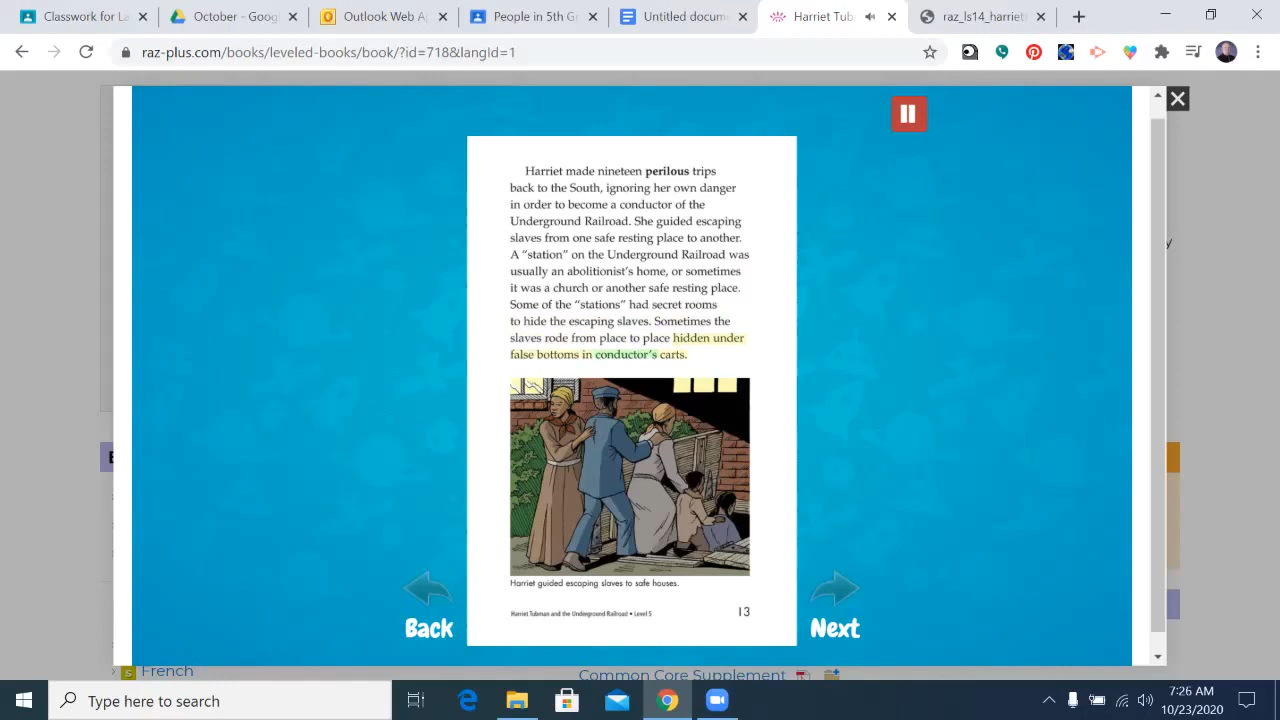 Classwork for La
Google Drive - Goog
Outlook Web A
People in 5th Gr
Untitled docume
Harriet Tub
raz_ls14_harriet
raz-plus.com/books/leveled-books/book/?id=718&langId=1
Harriet made nineteen perilous trips
back to the South, ignoring her own danger
in order to become a conductor of the
Underground Railroad. She guided escaping
slaves from one safe resting place to another.
A “station” on the Underground Railroad was
usually an abolitionist’s home, or sometimes
it was a church or another safe resting place.
Some of the “stations” had secret rooms
to hide the escaping slaves. Sometimes the
slaves rode from place to place hidden under
false bottoms in conductor’s carts.
Harriet guided escaping slaves to safe houses.
Harriet Tubman and the Underground Railroad • Level S
13
Back
Next
French
Common Core Supplement
Type here to search
7:26 AM
10/23/2020